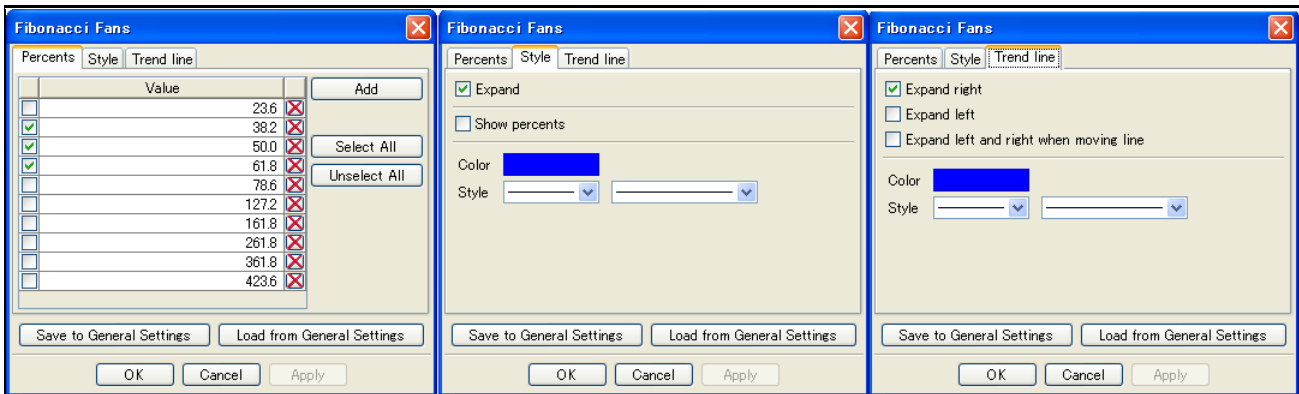 Fibonacci Fans
Percents Style Trend line
Value
23.6
38.2
50.0
61.8
78.6
127.2
161.8
261.8
361.8
423.6
Add
Select All
Unselect All
Save to General Settings Load from General Settings
OK Cancel Apply
Fibonacci Fans
Percents Style Trend line
Expand
Show percents
Color
Style
Save to General Settings Load from General Settings
OK Cancel Apply
Fibonacci Fans
Percents Style Trend line
Expand right
Expand left
Expand left and right when moving line
Color
Style
Save to General Settings Load from General Settings
OK Cancel Apply